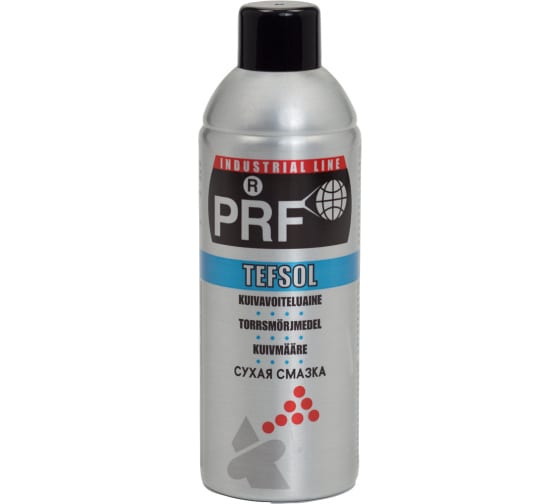 INDUSTRIAL LINE
®
PRF
TEFSOL
KUIVAVOITELUAINE
TORRSMÖRJMEDEL
KUIVMÄÄRE
СУХАЯ СМАЗКА